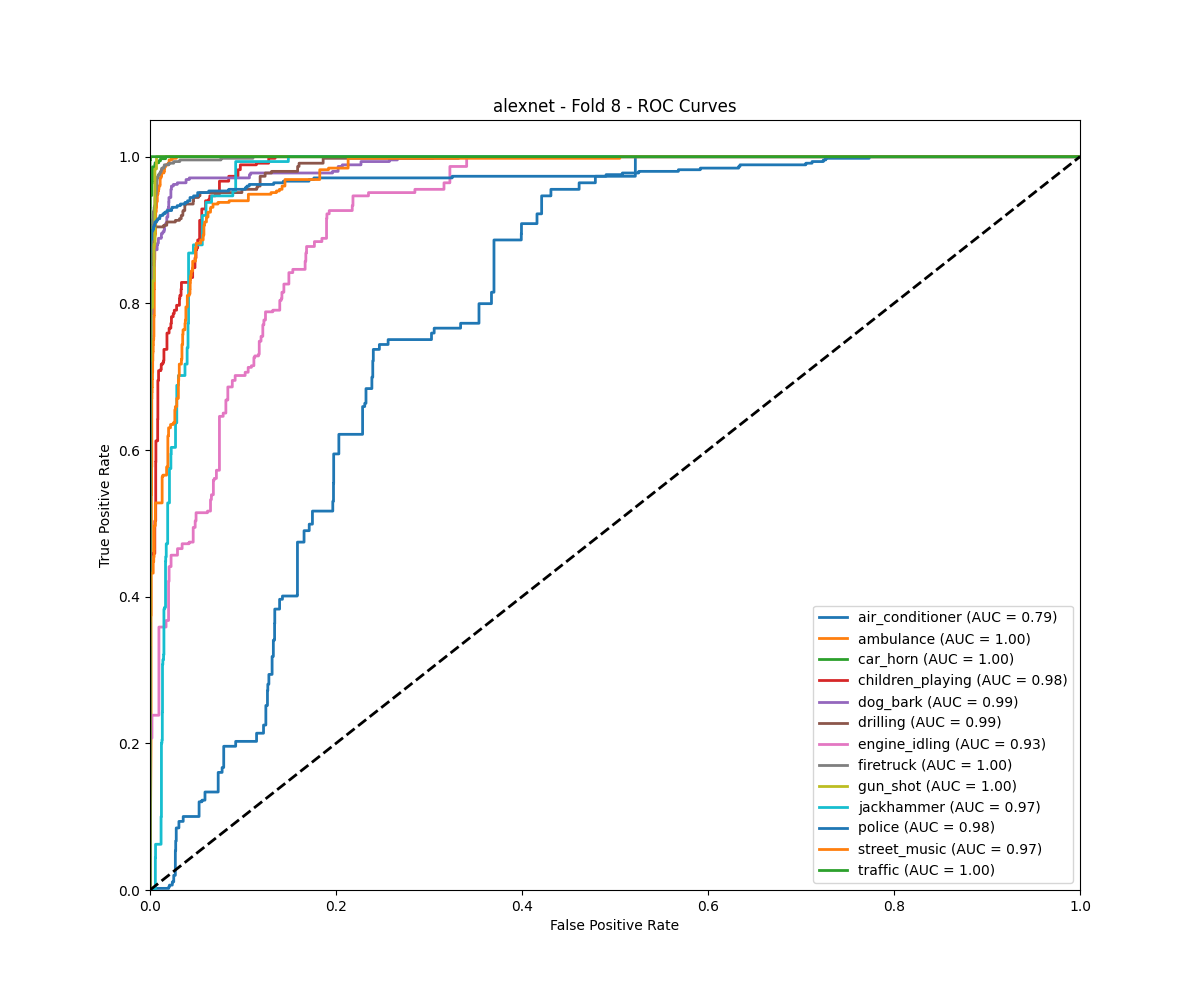 alexnet - Fold 8 - ROC Curves
True Positive Rate
1.0
0.8
0.6
0.4
0.2
0.0
air_conditioner (AUC = 0.79)
ambulance (AUC = 1.00)
car_horn (AUC = 1.00)
children_playing (AUC = 0.98)
dog_bark (AUC = 0.99)
drilling (AUC = 0.99)
engine_idling (AUC = 0.93)
firetruck (AUC = 1.00)
gun_shot (AUC = 1.00)
jackhammer (AUC = 0.97)
police (AUC = 0.98)
street_music (AUC = 0.97)
traffic (AUC = 1.00)
0.0 0.2 0.4 0.6 0.8 1.0
False Positive Rate